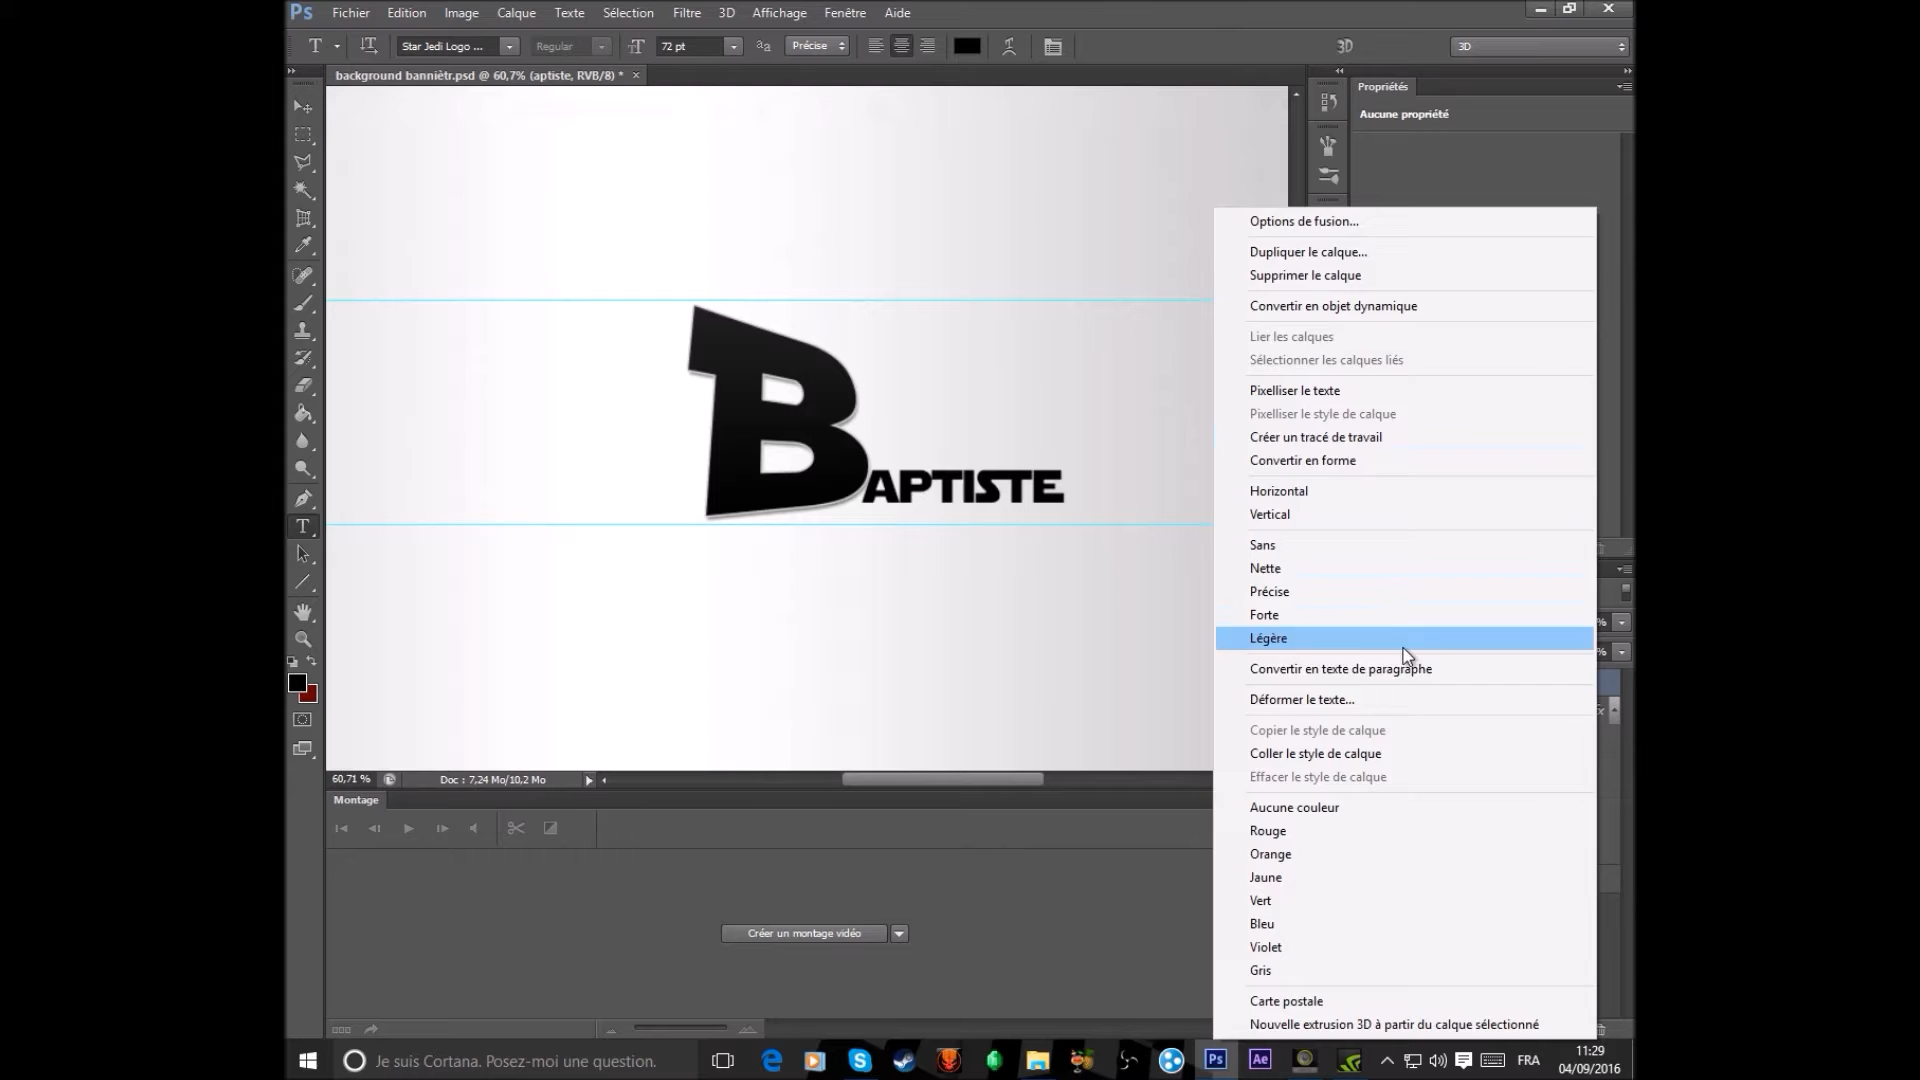 Ps Fichier Edition Image Calque Texte Sélection Filtre 3D Affichage Fenêtre Aide
T Star Jedi Logo ... Regular 72 pt aa Précise 3D 3D
background banniètr.psd @ 60,7% (aptiste, RVB/8) * ×
Propriétés
Aucune propriété
BAPTISTE
Options de fusion...
Dupliquer le calque...
Supprimer le calque
Convertir en objet dynamique
Lier les calques
Sélectionner les calques liés
Pixelliser le texte
Pixelliser le style de calque
Créer un tracé de travail
Convertir en forme
Horizontal
Vertical
Sans
Nette
Précise
Forte
Légère
Convertir en texte de paragraphe
Déformer le texte...
Copier le style de calque
Coller le style de calque
Effacer le style de calque
Aucune couleur
Rouge
Orange
Jaune
Vert
Bleu
Violet
Gris
Carte postale
Nouvelle extrusion 3D à partir du calque sélectionné
%
%
fx
60,71 % Doc : 7,24 Mo/10,2 Mo
Montage
Créer un montage vidéo
Je suis Cortana. Posez-moi une question.
Ps Ae FRA
11:29
04/09/2016